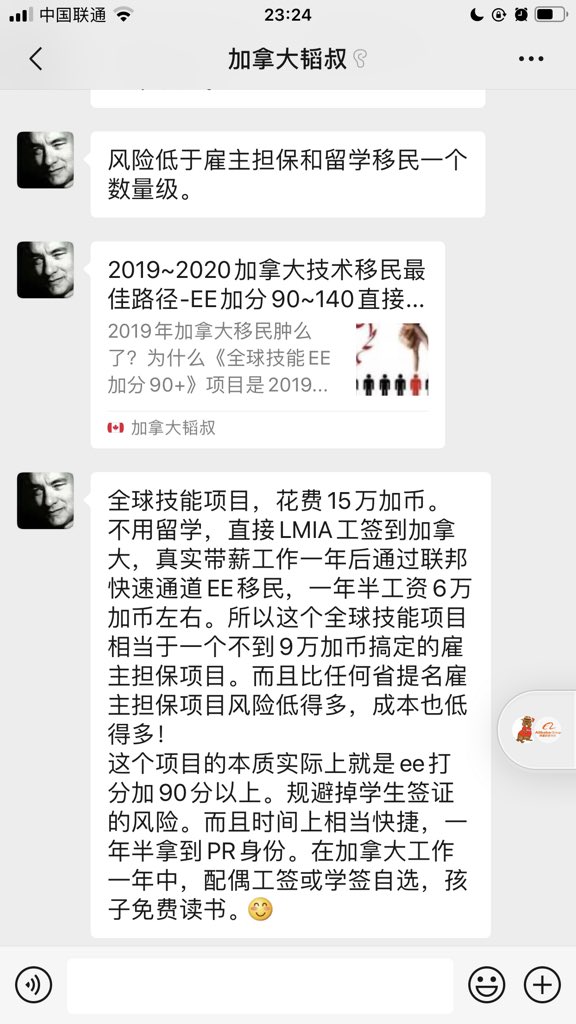 中国联通
23:24
加拿大韬叔
风险低于雇主担保和留学移民一个
数量级。
2019~2020加拿大技术移民最
佳路径-EE加分90~140直接...
2019年加拿大移民肿么
了？为什么《全球技能EE
加分90+》项目是2019...
加拿大韬叔
全球技能项目，花费15万加币。
不用留学，直接LMIA工签到加拿
大，真实带薪工作一年后通过联邦
快速通道EE移民，一年半工资6万
加币左右。所以这个全球技能项目
相当于一个不到9万加币搞定的雇
主担保项目。而且比任何省提名雇
主担保项目风险低得多，成本也低
得多！
这个项目的本质实际上就是ee打
分加90分以上。规避掉学生签证
的风险。而且时间上相当快捷，一
年半拿到PR身份。在加拿大工作
一年中，配偶工签或学签自选，孩
子免费读书。😊